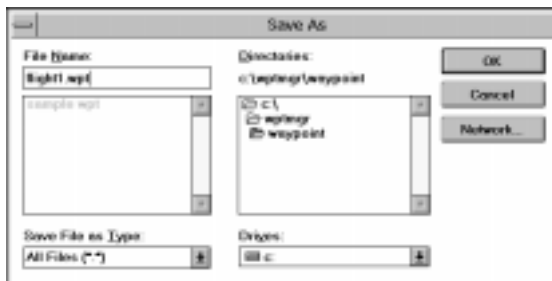 Save As
File Name:
flight1.wpt
sample.wpt
Save File as Type:
All Files (*.*)
Directories:
c:\wptmgr\waypoint
c:\
wptmgr
waypoint
Drives:
c:
OK
Cancel
Network...